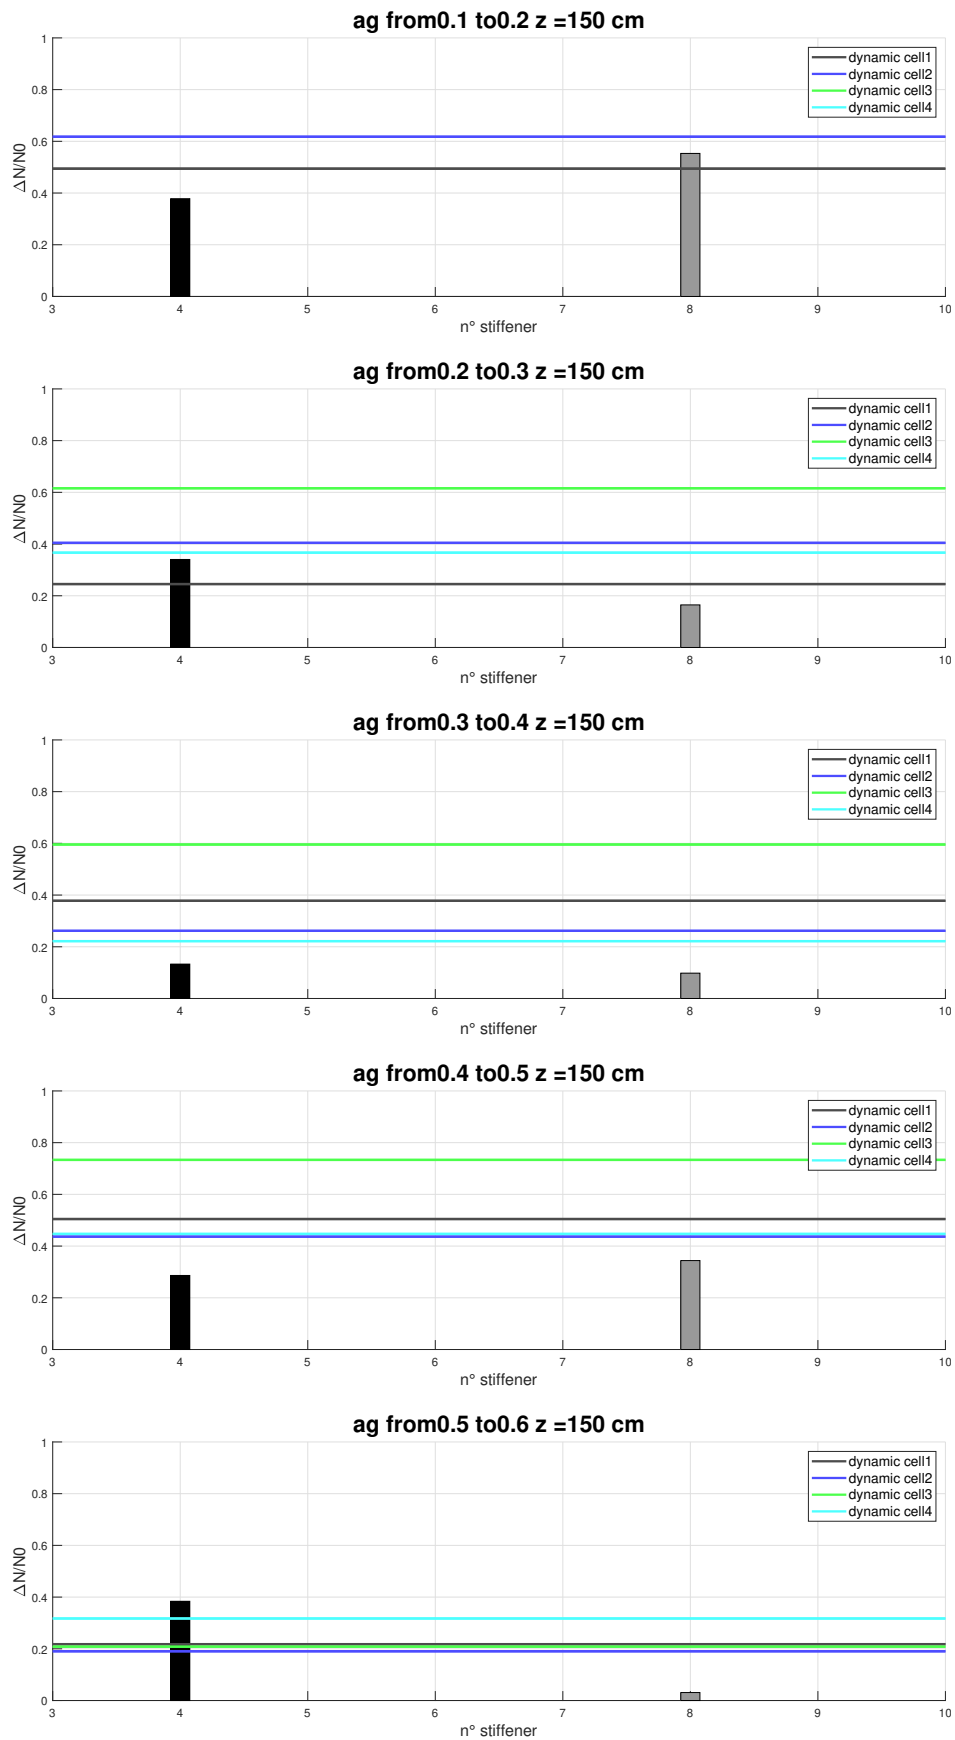 ag from0.1 to0.2 z =150 cm
1
0.8
0.6
0.4
0.2
0
ΔN/N0
3 4 5 6 7 8 9 10
n° stiffener
dynamic cell1
dynamic cell2
dynamic cell3
dynamic cell4
ag from0.2 to0.3 z =150 cm
1
0.8
0.6
0.4
0.2
0
ΔN/N0
3 4 5 6 7 8 9 10
n° stiffener
dynamic cell1
dynamic cell2
dynamic cell3
dynamic cell4
ag from0.3 to0.4 z =150 cm
1
0.8
0.6
0.4
0.2
0
ΔN/N0
3 4 5 6 7 8 9 10
n° stiffener
dynamic cell1
dynamic cell2
dynamic cell3
dynamic cell4
ag from0.4 to0.5 z =150 cm
1
0.8
0.6
0.4
0.2
0
ΔN/N0
3 4 5 6 7 8 9 10
n° stiffener
dynamic cell1
dynamic cell2
dynamic cell3
dynamic cell4
ag from0.5 to0.6 z =150 cm
1
0.8
0.6
0.4
0.2
0
ΔN/N0
3 4 5 6 7 8 9 10
n° stiffener
dynamic cell1
dynamic cell2
dynamic cell3
dynamic cell4